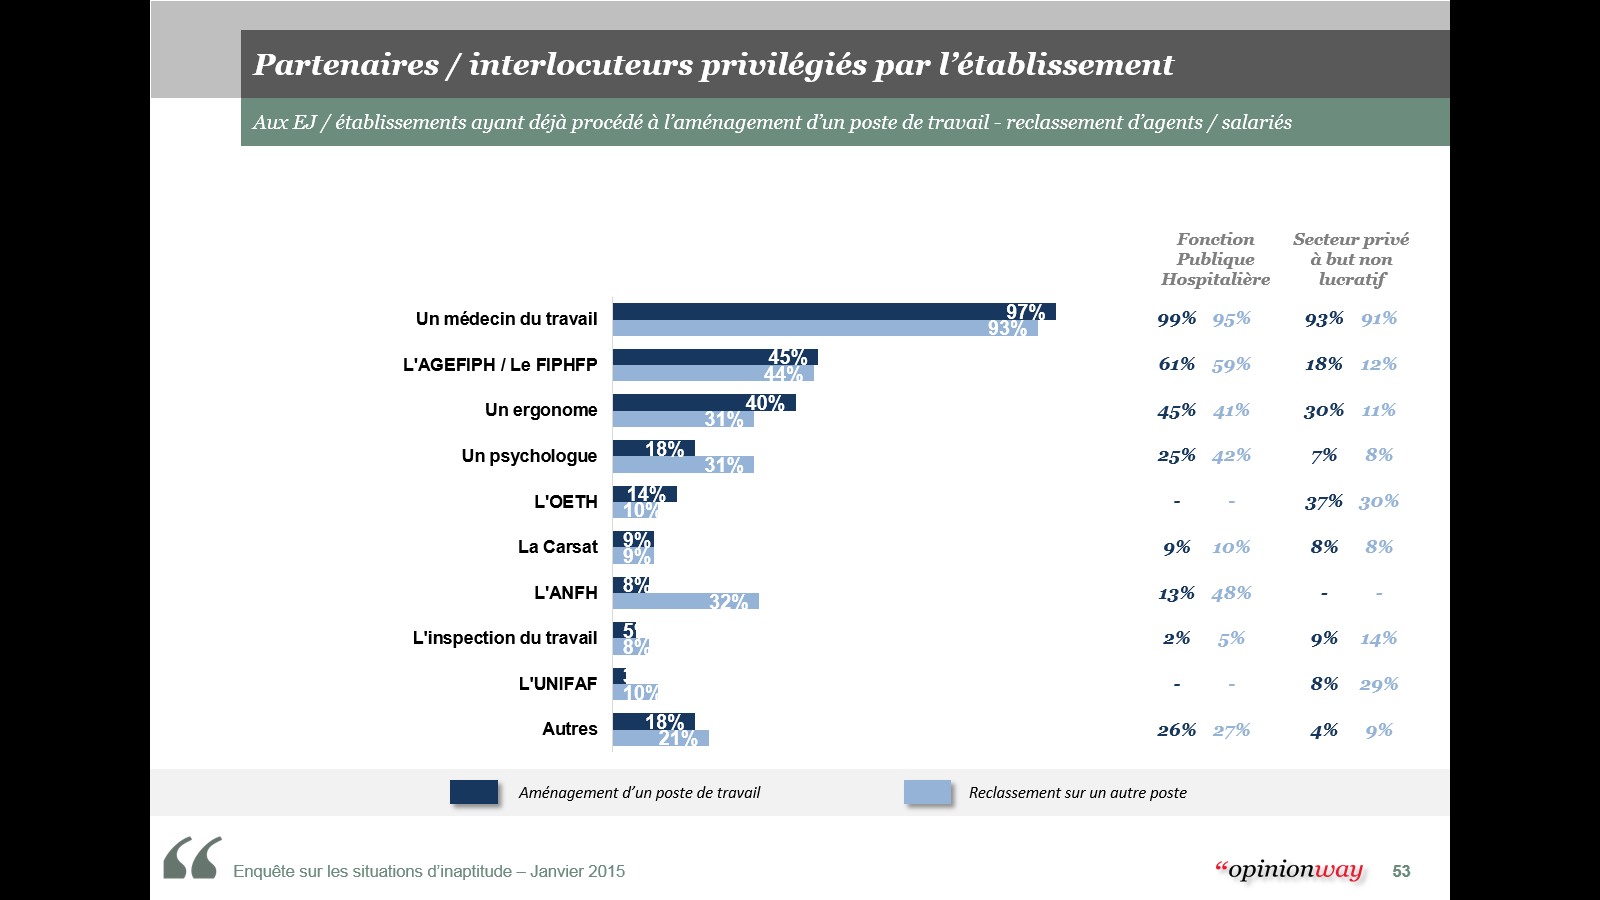 Partenaires / interlocuteurs privilégiés par l’établissement
Aux EJ / établissements ayant déjà procédé à l’aménagement d’un poste de travail - reclassement d’agents / salariés
Fonction Publique Hospitalière
Secteur privé à but non lucratif
Un médecin du travail 97% 93% 99% 95% 93% 91%
L'AGEFIPH / Le FIPHFP 45% 44% 61% 59% 18% 12%
Un ergonome 40% 31% 45% 41% 30% 11%
Un psychologue 18% 31% 25% 42% 7% 8%
L'OETH 14% 10% - - 37% 30%
La Carsat 9% 9% 9% 10% 8% 8%
L'ANFH 8% 32% 13% 48% - -
L'inspection du travail 5 8% 2% 5% 9% 14%
L'UNIFAF 10% - - 8% 29%
Autres 18% 21% 26% 27% 4% 9%
Aménagement d’un poste de travail
Reclassement sur un autre poste
“ Enquête sur les situations d’inaptitude – Janvier 2015
“opinionway 53